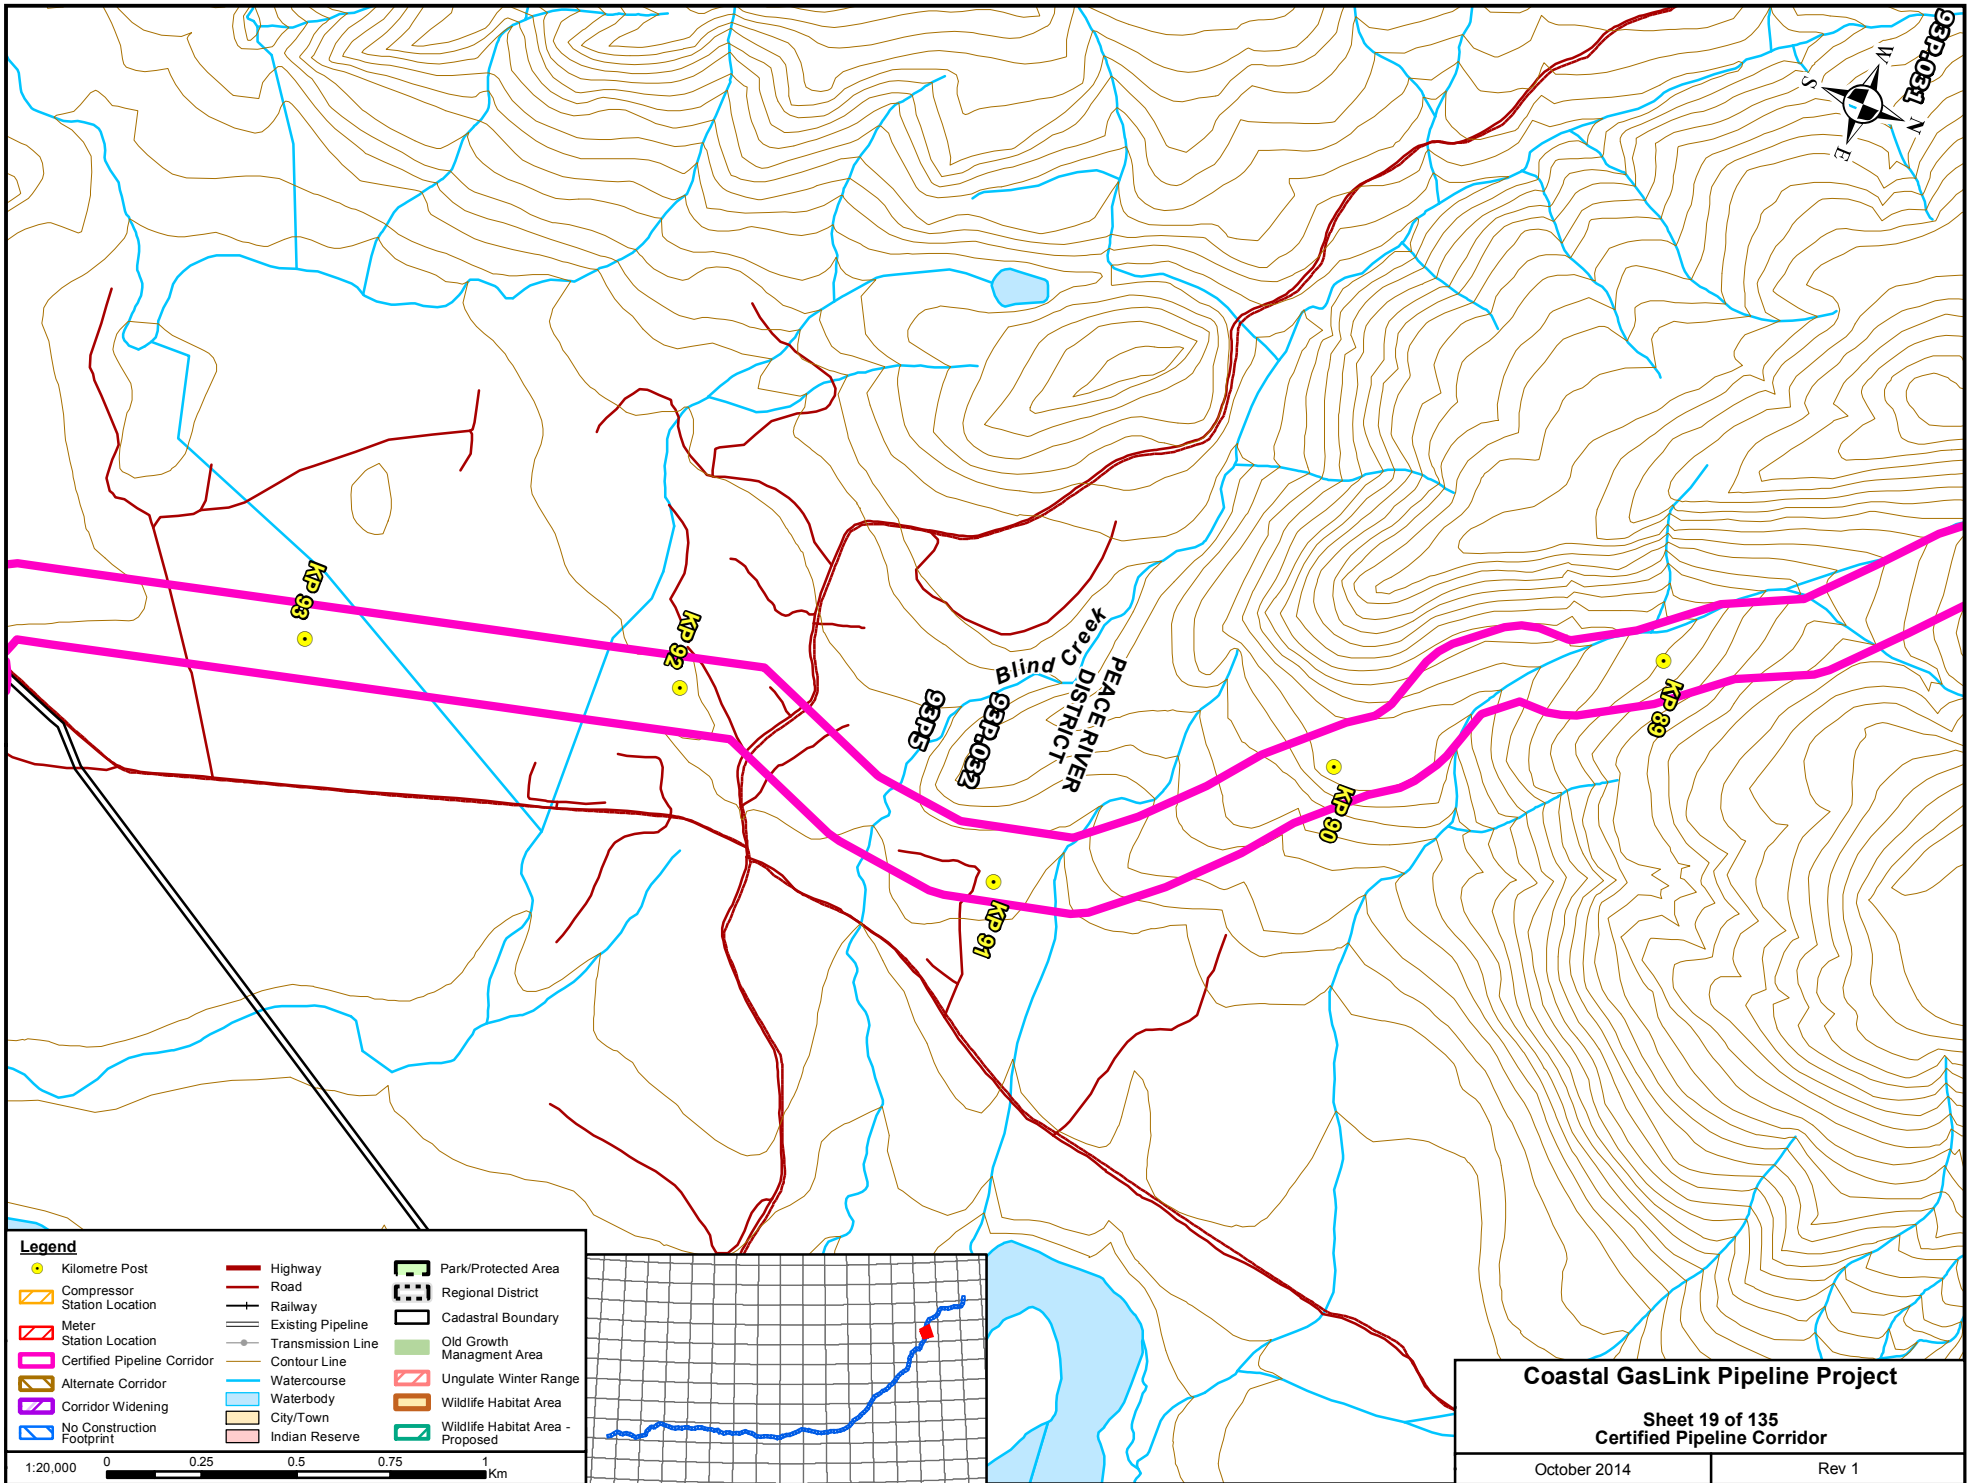 93P.031
W
S
N
E
KP 93
KP 92
Blind Creek
PEACE RIVER
DISTRICT
93P5
93P.032
KP 89
KP 90
KP 91
Legend
Kilometre Post
Compressor
Station Location
Meter
Station Location
Certified Pipeline Corridor
Alternate Corridor
Corridor Widening
No Construction
Footprint
Highway
Road
Railway
Existing Pipeline
Transmission Line
Contour Line
Watercourse
Waterbody
City/Town
Indian Reserve
Park/Protected Area
Regional District
Cadastral Boundary
Old Growth
Managment Area
Ungulate Winter Range
Wildlife Habitat Area
Wildlife Habitat Area -
Proposed
1:20,000
0 0.25 0.5 0.75 1
Km
Coastal GasLink Pipeline Project
Sheet 19 of 135
Certified Pipeline Corridor
October 2014
Rev 1